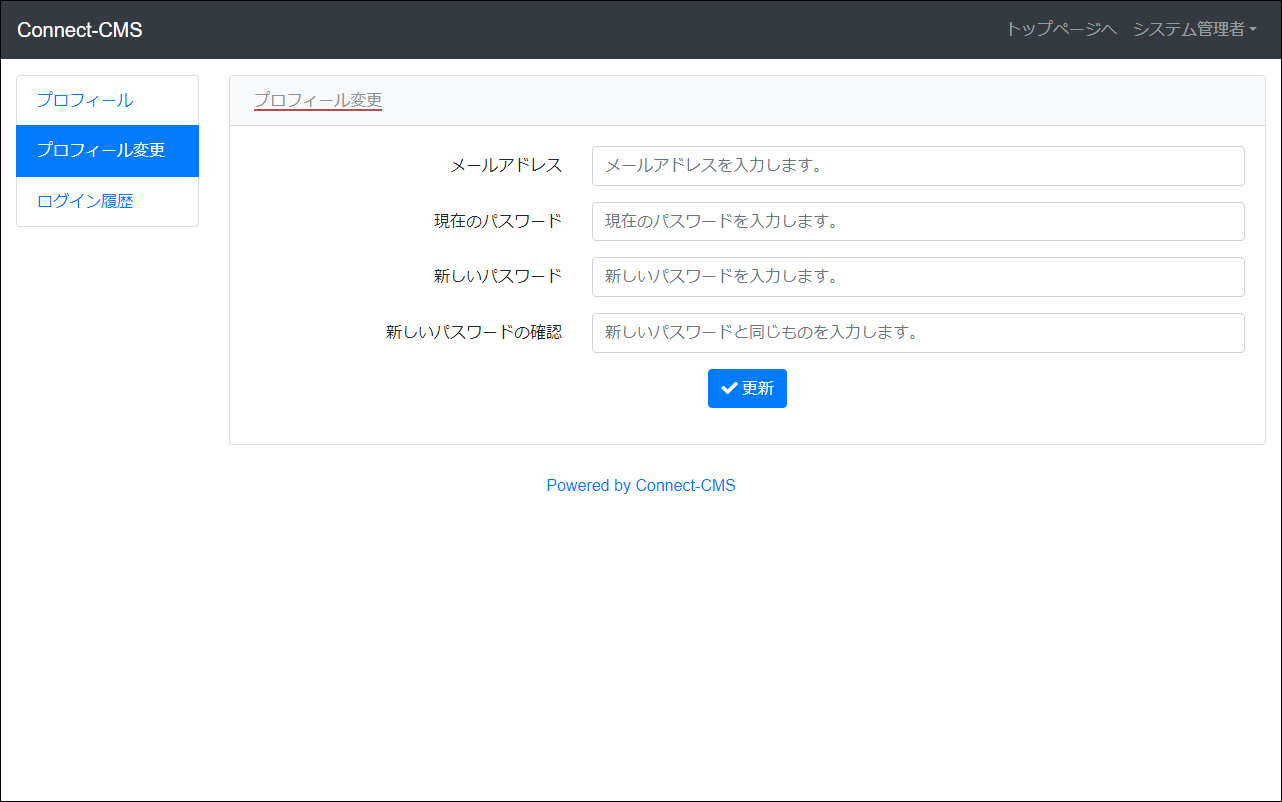 Connect-CMS
トップページへ システム管理者
プロフィール
プロフィール変更
ログイン履歴
プロフィール変更
メールアドレス メールアドレスを入力します。
現在のパスワード 現在のパスワードを入力します。
新しいパスワード 新しいパスワードを入力します。
新しいパスワードの確認 新しいパスワードと同じものを入力します。
更新
Powered by Connect-CMS